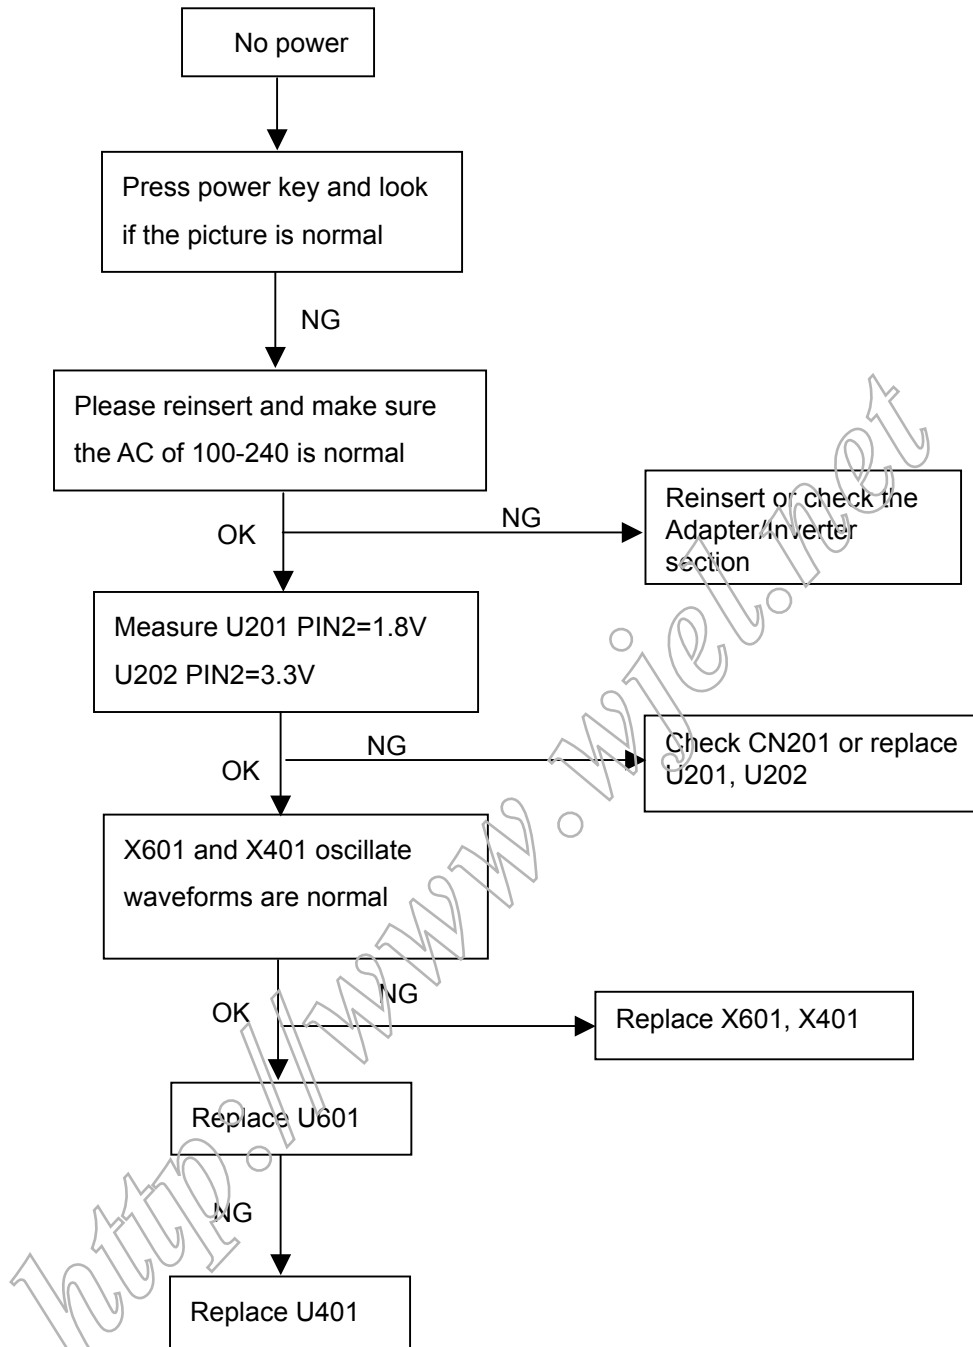 No power
Press power key and look
if the picture is normal
NG
Please reinsert and make sure
the AC of 100-240 is normal
NG
Reinsert or check the
Adapter/Inverter
section
OK
Measure U201 PIN2=1.8V
U202 PIN2=3.3V
NG
Check CN201 or replace
U201, U202
OK
X601 and X401 oscillate
waveforms are normal
NG
Replace X601, X401
OK
Replace U601
NG
Replace U401
http://www.wjel.net